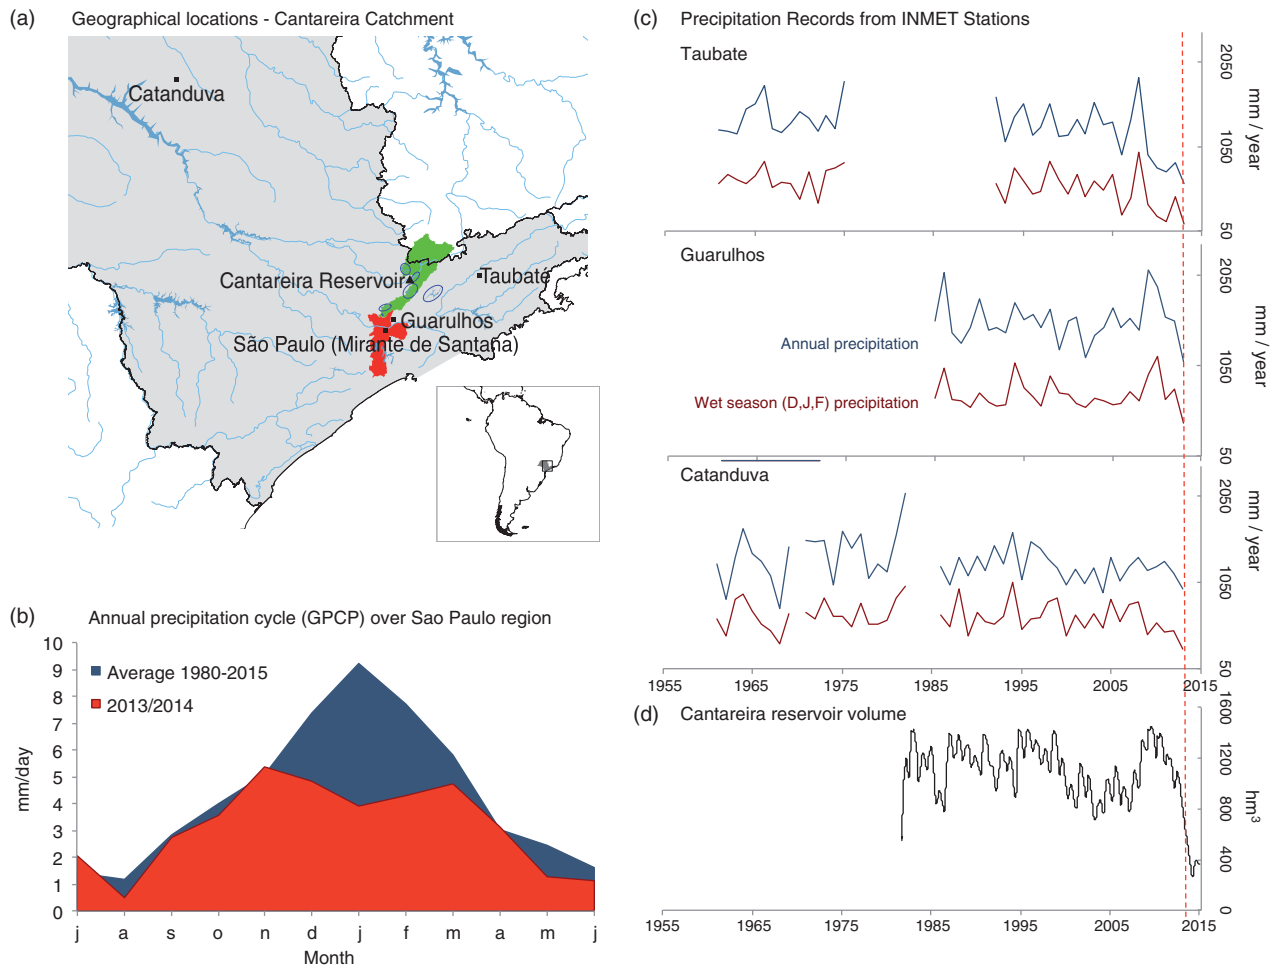 (a) Geographical locations - Cantareira Catchment
Catanduva
Cantareira Reservoir
Taubaté
Guarulhos
São Paulo (Mirante de Santana)
(b) Annual precipitation cycle (GPCP) over Sao Paulo region
10
9
8
7
6
5
4
3
2
1
0
mm/day
Average 1980-2015
2013/2014
j a s o n d j f m a m j
Month
(c) Precipitation Records from INMET Stations
Taubate
2050
1050
50
mm / year
Guarulhos
Annual precipitation
Wet season (D,J,F) precipitation
2050
1050
50
mm / year
Catanduva
2050
1050
50
mm / year
1955 1965 1975 1985 1995 2005 2015
(d) Cantareira reservoir volume
1600
1200
800
400
0
hm³
1955 1965 1975 1985 1995 2005 2015